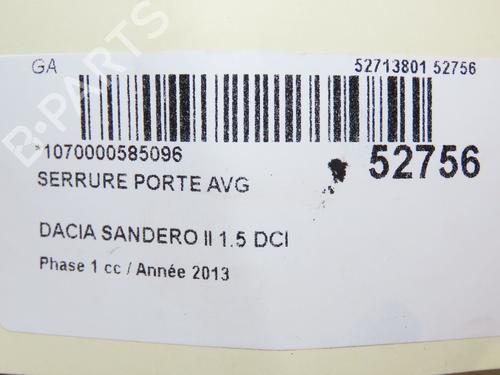 GA
52713801 52756
*1070000585096
52756
SERRURE PORTE AVG
DACIA SANDERO II 1.5 DCI
Phase 1 cc / Année 2013
B-PARTS